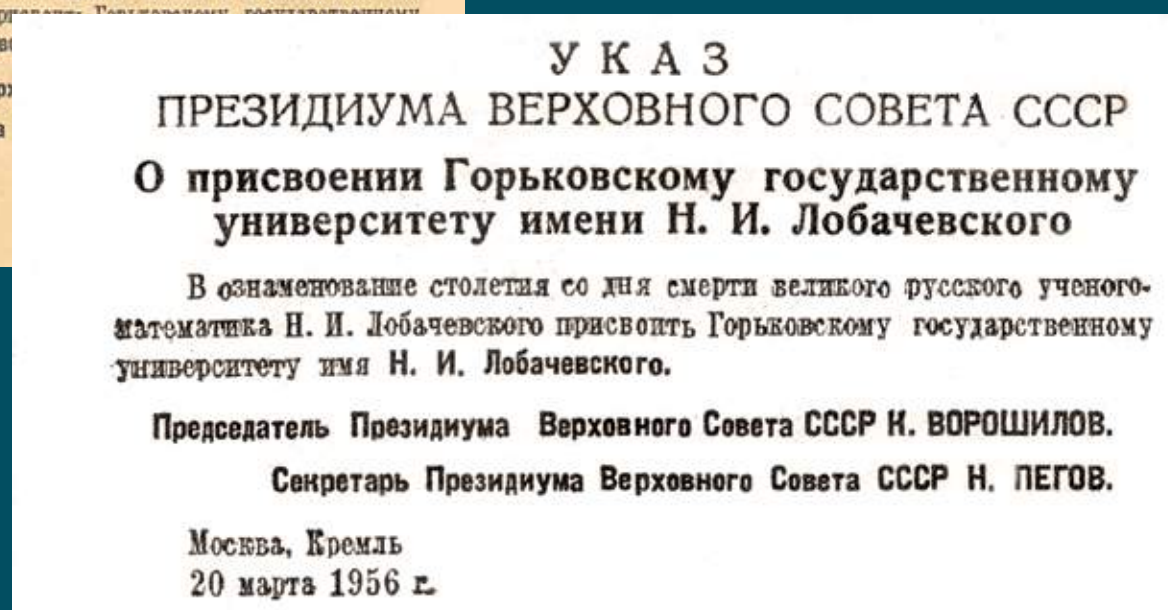 Горьковскому государственному
У К А З
ПРЕЗИДИУМА ВЕРХОВНОГО СОВЕТА СССР
О присвоении Горьковскому государственному
университету имени Н. И. Лобачевского
В ознаменование столетия со дня смерти великого русского ученого-
математика Н. И. Лобачевского присвоить Горьковскому государственному
университету имя Н. И. Лобачевского.
Председатель Президиума Верховного Совета СССР К. ВОРОШИЛОВ.
Секретарь Президиума Верховного Совета СССР Н. ПЕГОВ.
Москва, Кремль
20 марта 1956 г.